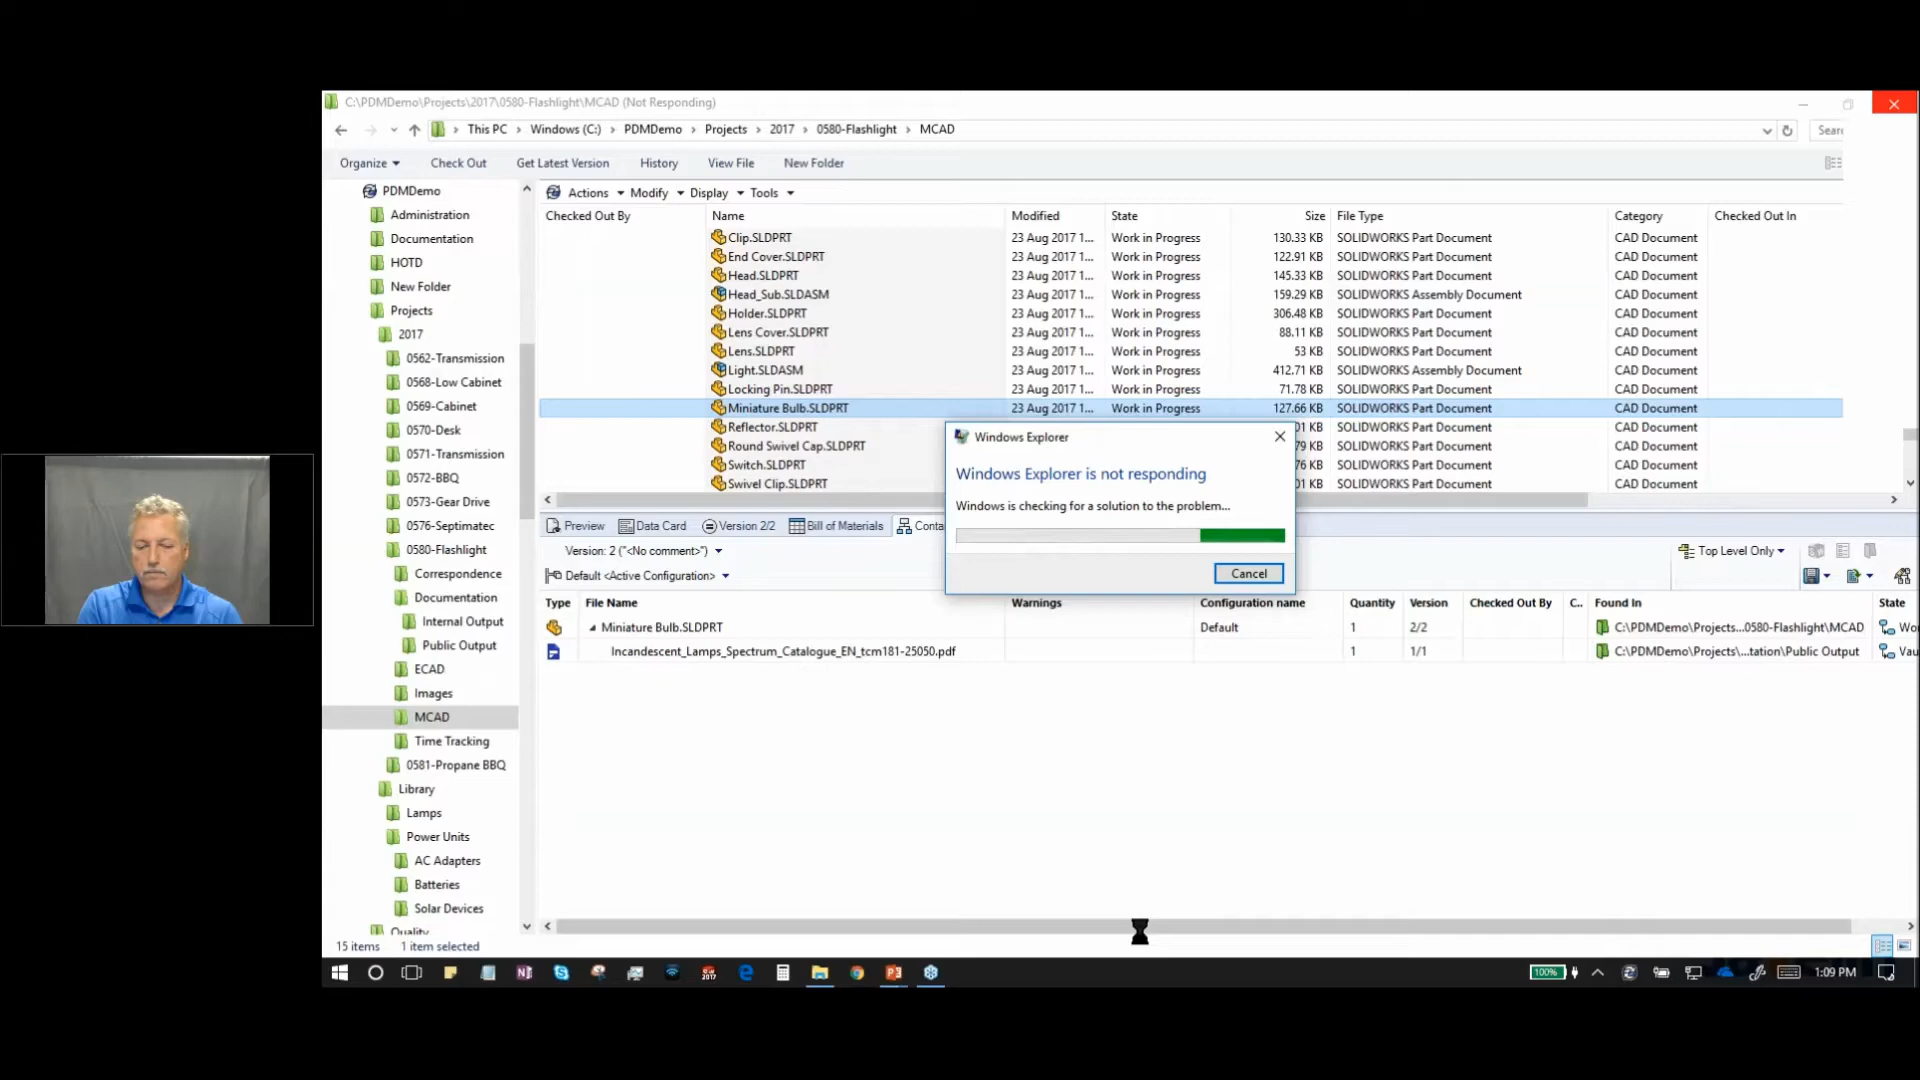 C:\PDMDemo\Projects\2017\0580-Flashlight\MCAD (Not Responding)
This PC > Windows (C:) > PDMDemo > Projects > 2017 > 0580-Flashlight > MCAD
Organize Check Out Get Latest Version History View File New Folder
PDMDemo
Administration
Documentation
HOTD
New Folder
Projects
2017
0562-Transmission
0568-Low Cabinet
0569-Cabinet
0570-Desk
0571-Transmission
0572-BBQ
0573-Gear Drive
0576-Septimatec
0580-Flashlight
Correspondence
Documentation
Internal Output
Public Output
ECAD
Images
MCAD
Time Tracking
0581-Propane BBQ
Library
Lamps
Power Units
AC Adapters
Batteries
Solar Devices
Quality
Actions Modify Display Tools
Checked Out By Name Modified State Size File Type Category Checked Out In
Clip.SLDPRT 23 Aug 2017 1... Work in Progress 130.33 KB SOLIDWORKS Part Document CAD Document
End Cover.SLDPRT 23 Aug 2017 1... Work in Progress 122.91 KB SOLIDWORKS Part Document CAD Document
Head.SLDPRT 23 Aug 2017 1... Work in Progress 145.33 KB SOLIDWORKS Part Document CAD Document
Head_Sub.SLDASM 23 Aug 2017 1... Work in Progress 159.29 KB SOLIDWORKS Assembly Document CAD Document
Holder.SLDPRT 23 Aug 2017 1... Work in Progress 306.48 KB SOLIDWORKS Part Document CAD Document
Lens Cover.SLDPRT 23 Aug 2017 1... Work in Progress 88.11 KB SOLIDWORKS Part Document CAD Document
Lens.SLDPRT 23 Aug 2017 1... Work in Progress 53 KB SOLIDWORKS Part Document CAD Document
Light.SLDASM 23 Aug 2017 1... Work in Progress 412.71 KB SOLIDWORKS Assembly Document CAD Document
Locking Pin.SLDPRT 23 Aug 2017 1... Work in Progress 71.78 KB SOLIDWORKS Part Document CAD Document
Miniature Bulb.SLDPRT 23 Aug 2017 1... Work in Progress 127.66 KB SOLIDWORKS Part Document CAD Document
Reflector.SLDPRT 01 KB SOLIDWORKS Part Document CAD Document
Round Swivel Cap.SLDPRT 79 KB SOLIDWORKS Part Document CAD Document
Switch.SLDPRT 76 KB SOLIDWORKS Part Document CAD Document
Swivel Clip.SLDPRT 01 KB SOLIDWORKS Part Document CAD Document
Windows Explorer
Windows Explorer is not responding
Windows is checking for a solution to the problem...
Cancel
Preview Data Card Version 2/2 Bill of Materials Conta
Version: 2 ("<No comment>")
Top Level Only
Default <Active Configuration>
Type File Name Warnings Configuration name Quantity Version Checked Out By C.. Found In State
Miniature Bulb.SLDPRT Default 1 2/2 C:\PDMDemo\Projects...0580-Flashlight\MCAD Wo
Incandescent_Lamps_Spectrum_Catalogue_EN_tcm181-25050.pdf 1 1/1 C:\PDMDemo\Projects\...tation\Public Output Vau
15 items 1 item selected
100% 1:09 PM